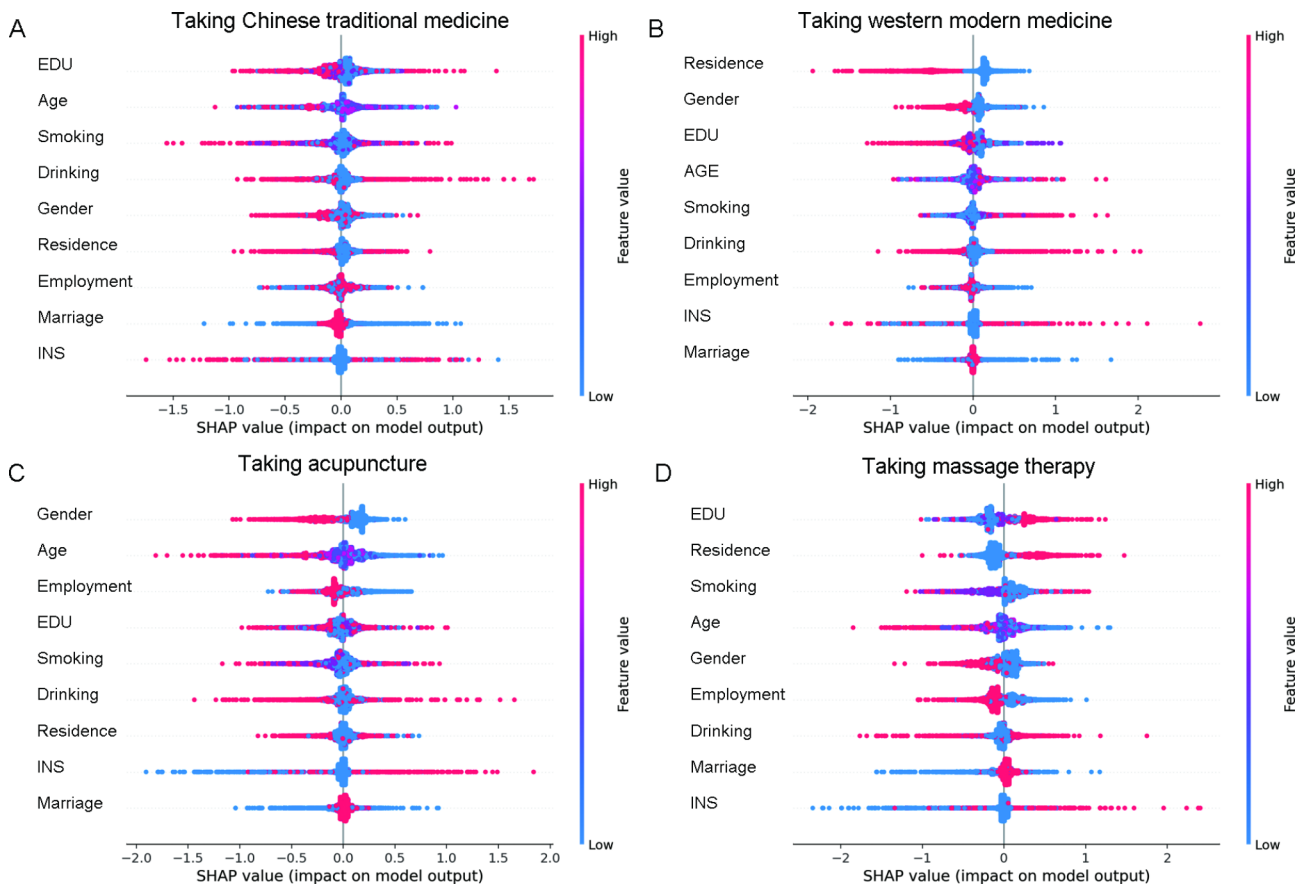 A
Taking Chinese traditional medicine
High
EDU
Age
Smoking
Drinking
Gender
Residence
Employment
Marriage
INS
Feature value
Low
−1.5 −1.0 −0.5 0.0 0.5 1.0 1.5
SHAP value (impact on model output)
B
Taking western modern medicine
High
Residence
Gender
EDU
AGE
Smoking
Drinking
Employment
INS
Marriage
Feature value
Low
−2 −1 0 1 2
SHAP value (impact on model output)
C
Taking acupuncture
High
Gender
Age
Employment
EDU
Smoking
Drinking
Residence
INS
Marriage
Feature value
Low
−2.0 −1.5 −1.0 −0.5 0.0 0.5 1.0 1.5 2.0
SHAP value (impact on model output)
D
Taking massage therapy
High
EDU
Residence
Smoking
Age
Gender
Employment
Drinking
Marriage
INS
Feature value
Low
−2 −1 0 1 2
SHAP value (impact on model output)